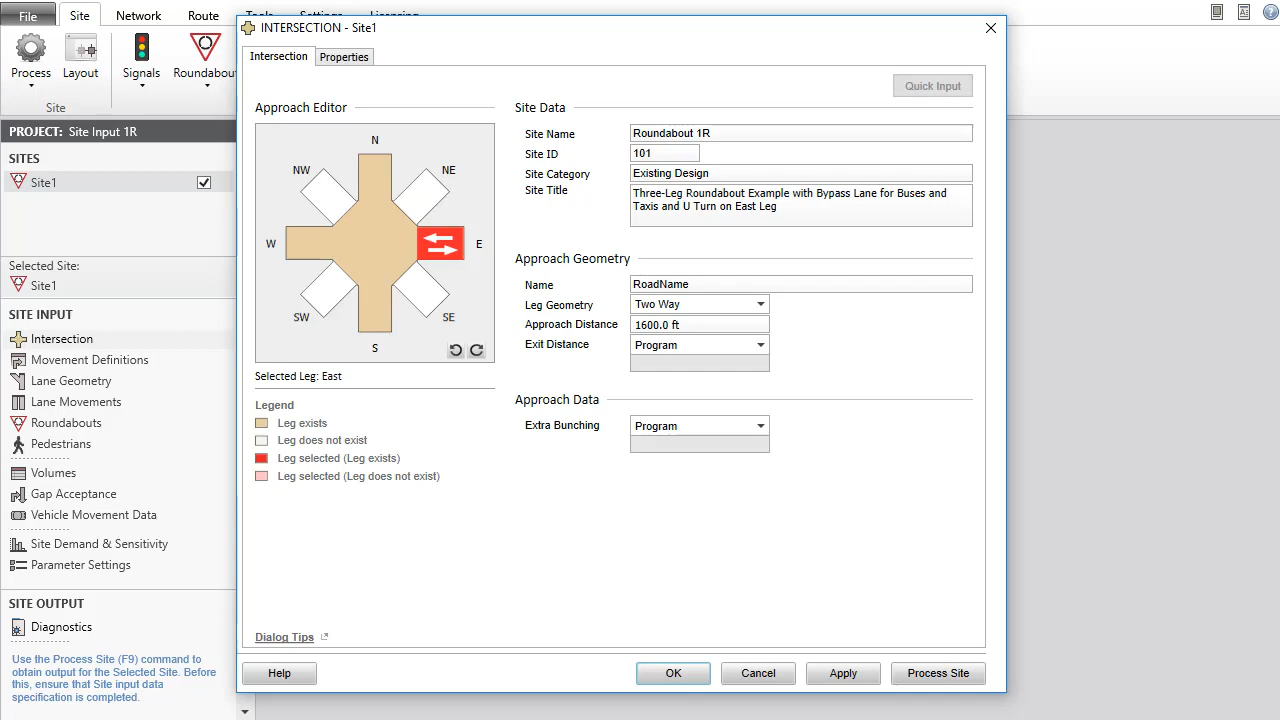 File
Site
Network
Route
Tools
Settings
Licensing
Process
Layout
Signals
Roundabou
Site
PROJECT: Site Input 1R
SITES
Site1
Selected Site:
Site1
SITE INPUT
Intersection
Movement Definitions
Lane Geometry
Lane Movements
Roundabouts
Pedestrians
Volumes
Gap Acceptance
Vehicle Movement Data
Site Demand & Sensitivity
Parameter Settings
SITE OUTPUT
Diagnostics
Use the Process Site (F9) command to
obtain output for the Selected Site. Before
this, ensure that Site input data
specification is completed.
INTERSECTION - Site1
Intersection
Properties
Quick Input
Approach Editor
N
NW
NE
W
E
SW
SE
S
Selected Leg: East
Legend
Leg exists
Leg does not exist
Leg selected (Leg exists)
Leg selected (Leg does not exist)
Site Data
Site Name
Roundabout 1R
Site ID
101
Site Category
Existing Design
Site Title
Three-Leg Roundabout Example with Bypass Lane for Buses and
Taxis and U Turn on East Leg
Approach Geometry
Name
RoadName
Leg Geometry
Two Way
Approach Distance
1600.0 ft
Exit Distance
Program
Approach Data
Extra Bunching
Program
Dialog Tips
Help
OK
Cancel
Apply
Process Site